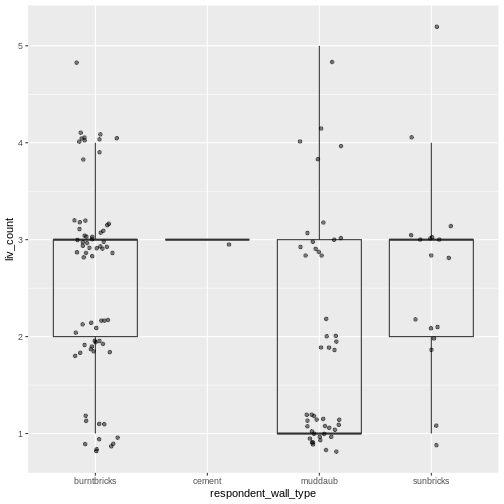 5
4
3
2
1
liv_count
burntbricks cement muddaub sunbricks
respondent_wall_type